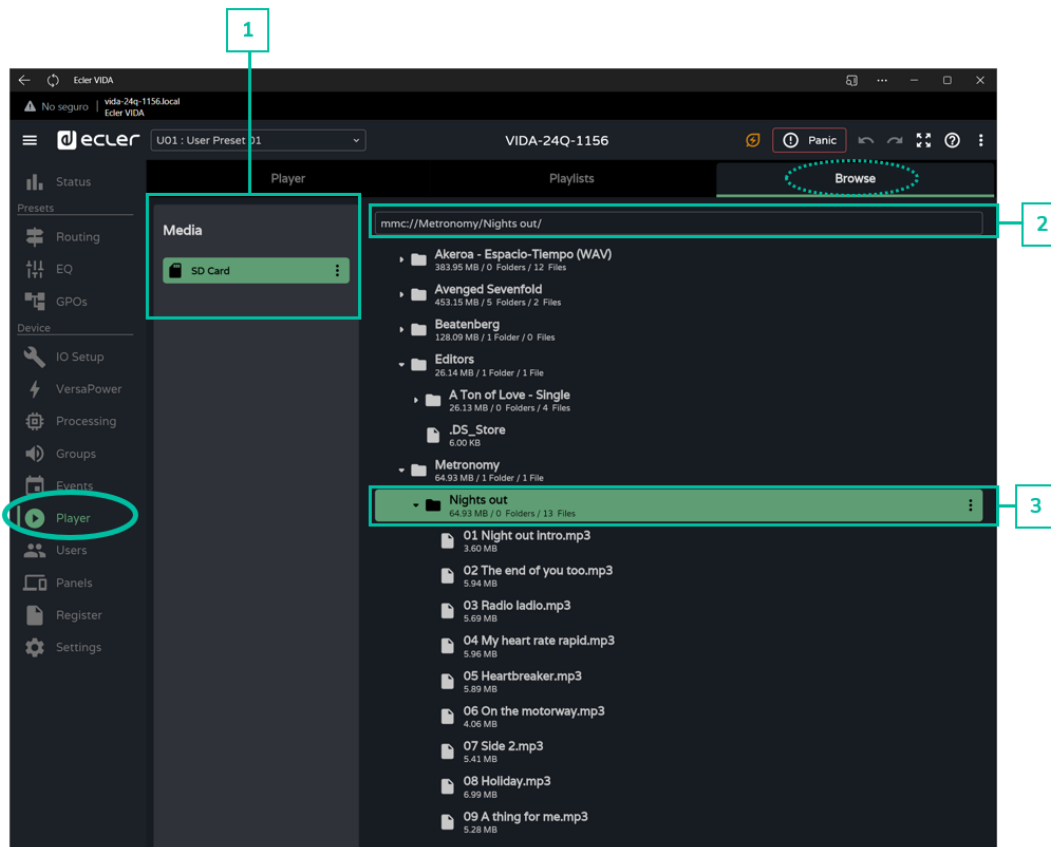 1
Ecler VIDA
No seguro
vida-24q-1156.local
Ecler VIDA
ecler
U01 : User Preset 01
VIDA-24Q-1156
Panic
Status
Presets
Routing
EQ
GPOs
Device
IO Setup
VersaPower
Processing
Groups
Events
Player
Users
Panels
Register
Settings
Player
Playlists
Browse
Media
SD Card
mmc://Metronomy/Nights out/
2
Akeroa - Espacio-Tiempo (WAV)
383.95 MB / 0 Folders / 12 Files
Avenged Sevenfold
453.15 MB / 5 Folders / 2 Files
Beatenberg
128.09 MB / 1 Folder / 0 Files
Editors
26.14 MB / 1 Folder / 1 File
A Ton of Love - Single
26.13 MB / 0 Folders / 4 Files
.DS_Store
6.00 KB
Metronomy
64.93 MB / 1 Folder / 1 File
Nights out
64.93 MB / 0 Folders / 13 Files
3
01 Night out intro.mp3
3.60 MB
02 The end of you too.mp3
5.94 MB
03 Radio ladio.mp3
5.69 MB
04 My heart rate rapid.mp3
5.96 MB
05 Heartbreaker.mp3
5.89 MB
06 On the motorway.mp3
4.06 MB
07 Side 2.mp3
5.41 MB
08 Holiday.mp3
6.99 MB
09 A thing for me.mp3
5.28 MB